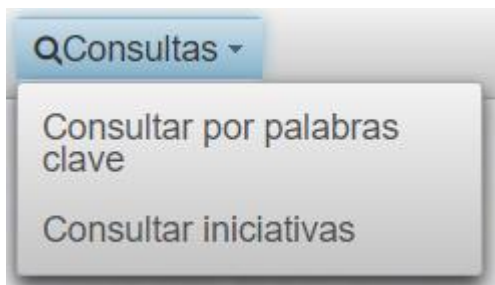 Consultas
Consultar por palabras
clave
Consultar iniciativas